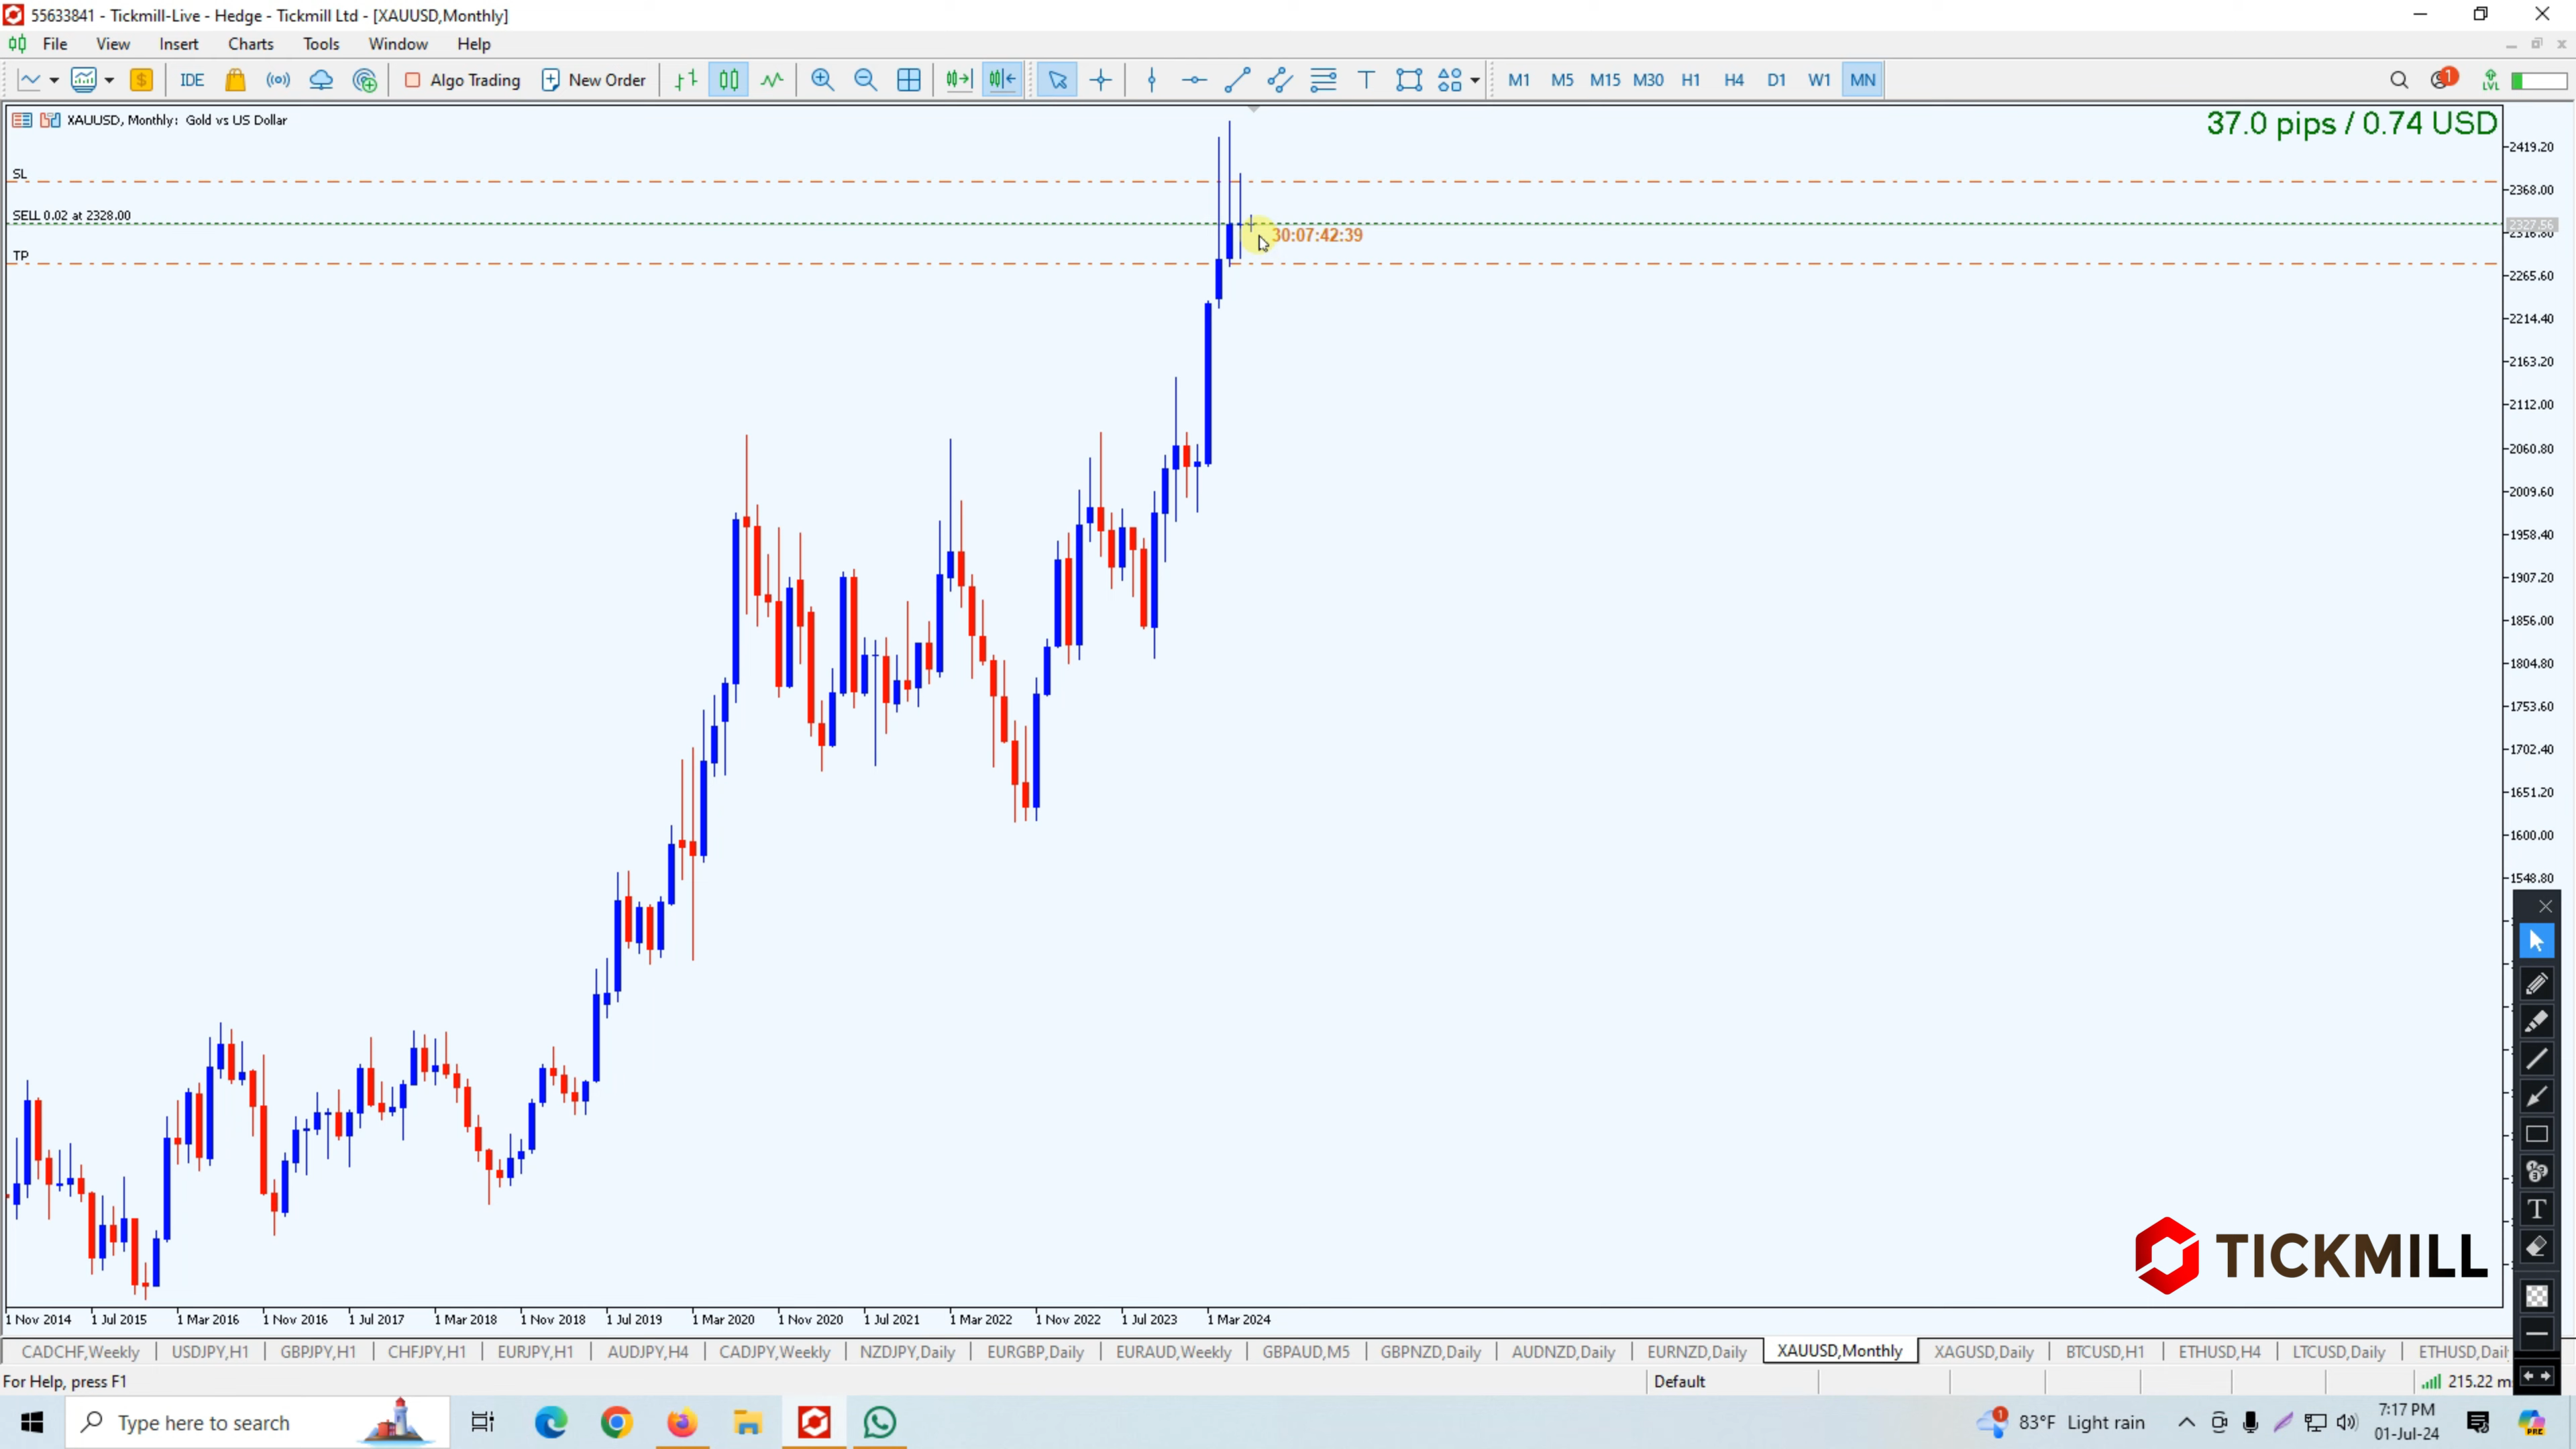 55633841 - Tickmill-Live - Hedge - Tickmill Ltd - [XAUUSD,Monthly]
File View Insert Charts Tools Window Help
IDE Algo Trading New Order M1 M5 M15 M30 H1 H4 D1 W1 MN 1 LVL
XAUUSD, Monthly: Gold vs US Dollar
37.0 pips / 0.74 USD
2419.20
SL
2368.00
SELL 0.02 at 2328.00
2327.56
2316.80
30:07:42:39
TP
2265.60
2214.40
2163.20
2112.00
2060.80
2009.60
1958.40
1907.20
1856.00
1804.80
1753.60
1702.40
1651.20
1600.00
1548.80
TICKMILL
1 Nov 2014 1 Jul 2015 1 Mar 2016 1 Nov 2016 1 Jul 2017 1 Mar 2018 1 Nov 2018 1 Jul 2019 1 Mar 2020 1 Nov 2020 1 Jul 2021 1 Mar 2022 1 Nov 2022 1 Jul 2023 1 Mar 2024
CADCHF,Weekly USDJPY,H1 GBPJPY,H1 CHFJPY,H1 EURJPY,H1 AUDJPY,H4 CADJPY,Weekly NZDJPY,Daily EURGBP,Daily EURAUD,Weekly GBPAUD,M5 GBPNZD,Daily AUDNZD,Daily EURNZD,Daily XAUUSD,Monthly XAGUSD,Daily BTCUSD,H1 ETHUSD,H4 LTCUSD,Daily ETHUSD,Dail
For Help, press F1 Default 215.22 m
Type here to search 1 83°F Light rain 7:17 PM
01-Jul-24
PRE